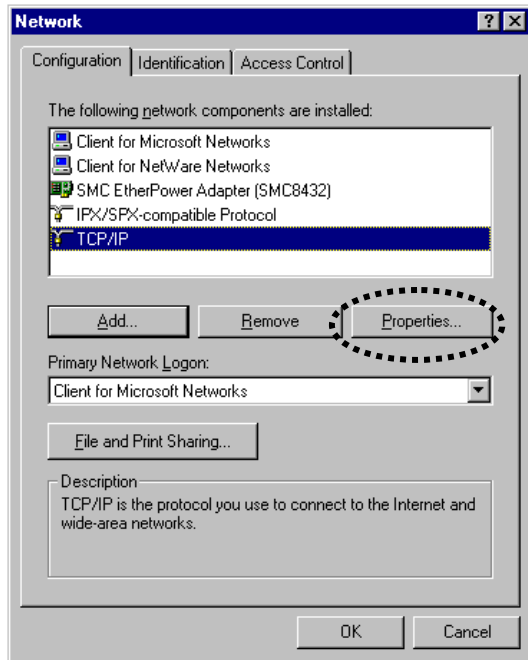 Network
? X
Configuration Identification Access Control
The following network components are installed:
Client for Microsoft Networks
Client for NetWare Networks
SMC EtherPower Adapter (SMC8432)
IPX/SPX-compatible Protocol
TCP/IP
Add... Remove Properties...
Primary Network Logon:
Client for Microsoft Networks
File and Print Sharing...
Description
TCP/IP is the protocol you use to connect to the Internet and
wide-area networks.
OK Cancel